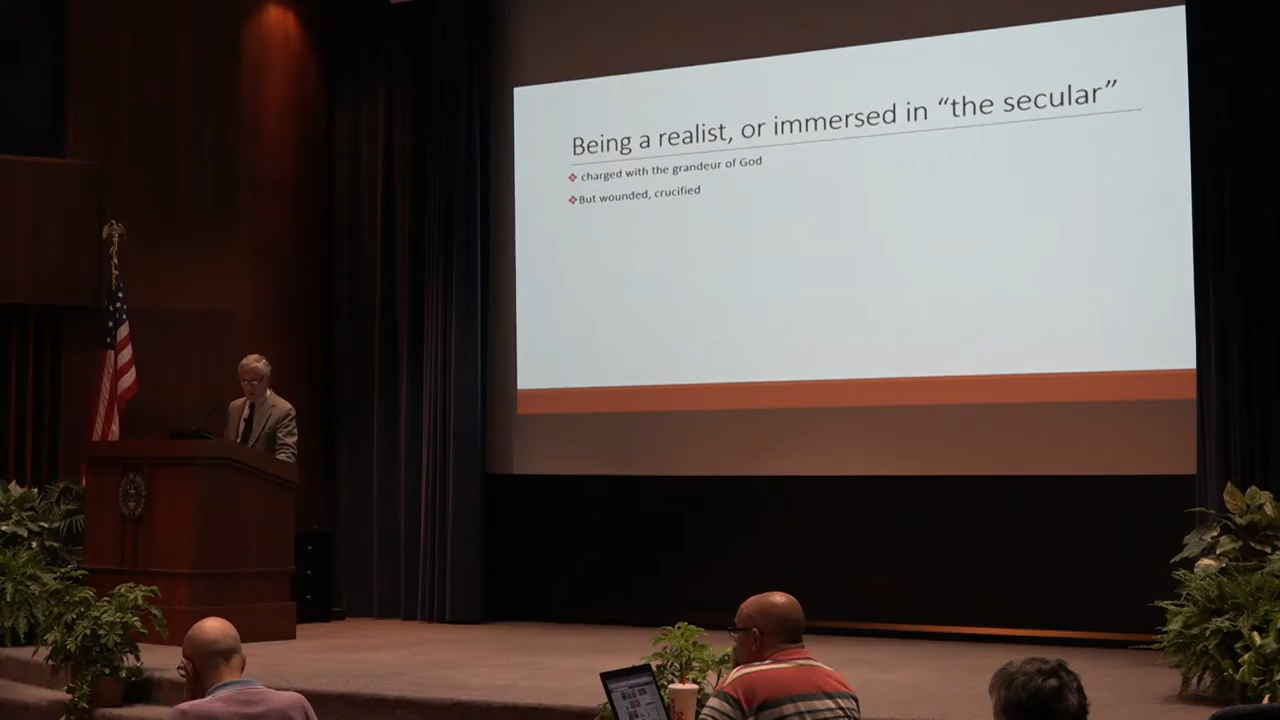 Being a realist, or immersed in “the secular”
charged with the grandeur of God
But wounded, crucified